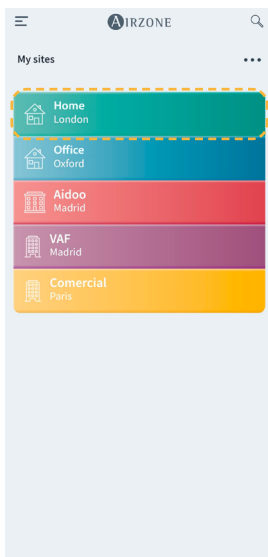 AIRZONE
My sites
Home
London
Office
Oxford
Aidoo
Madrid
VAF
Madrid
Comercial
Paris